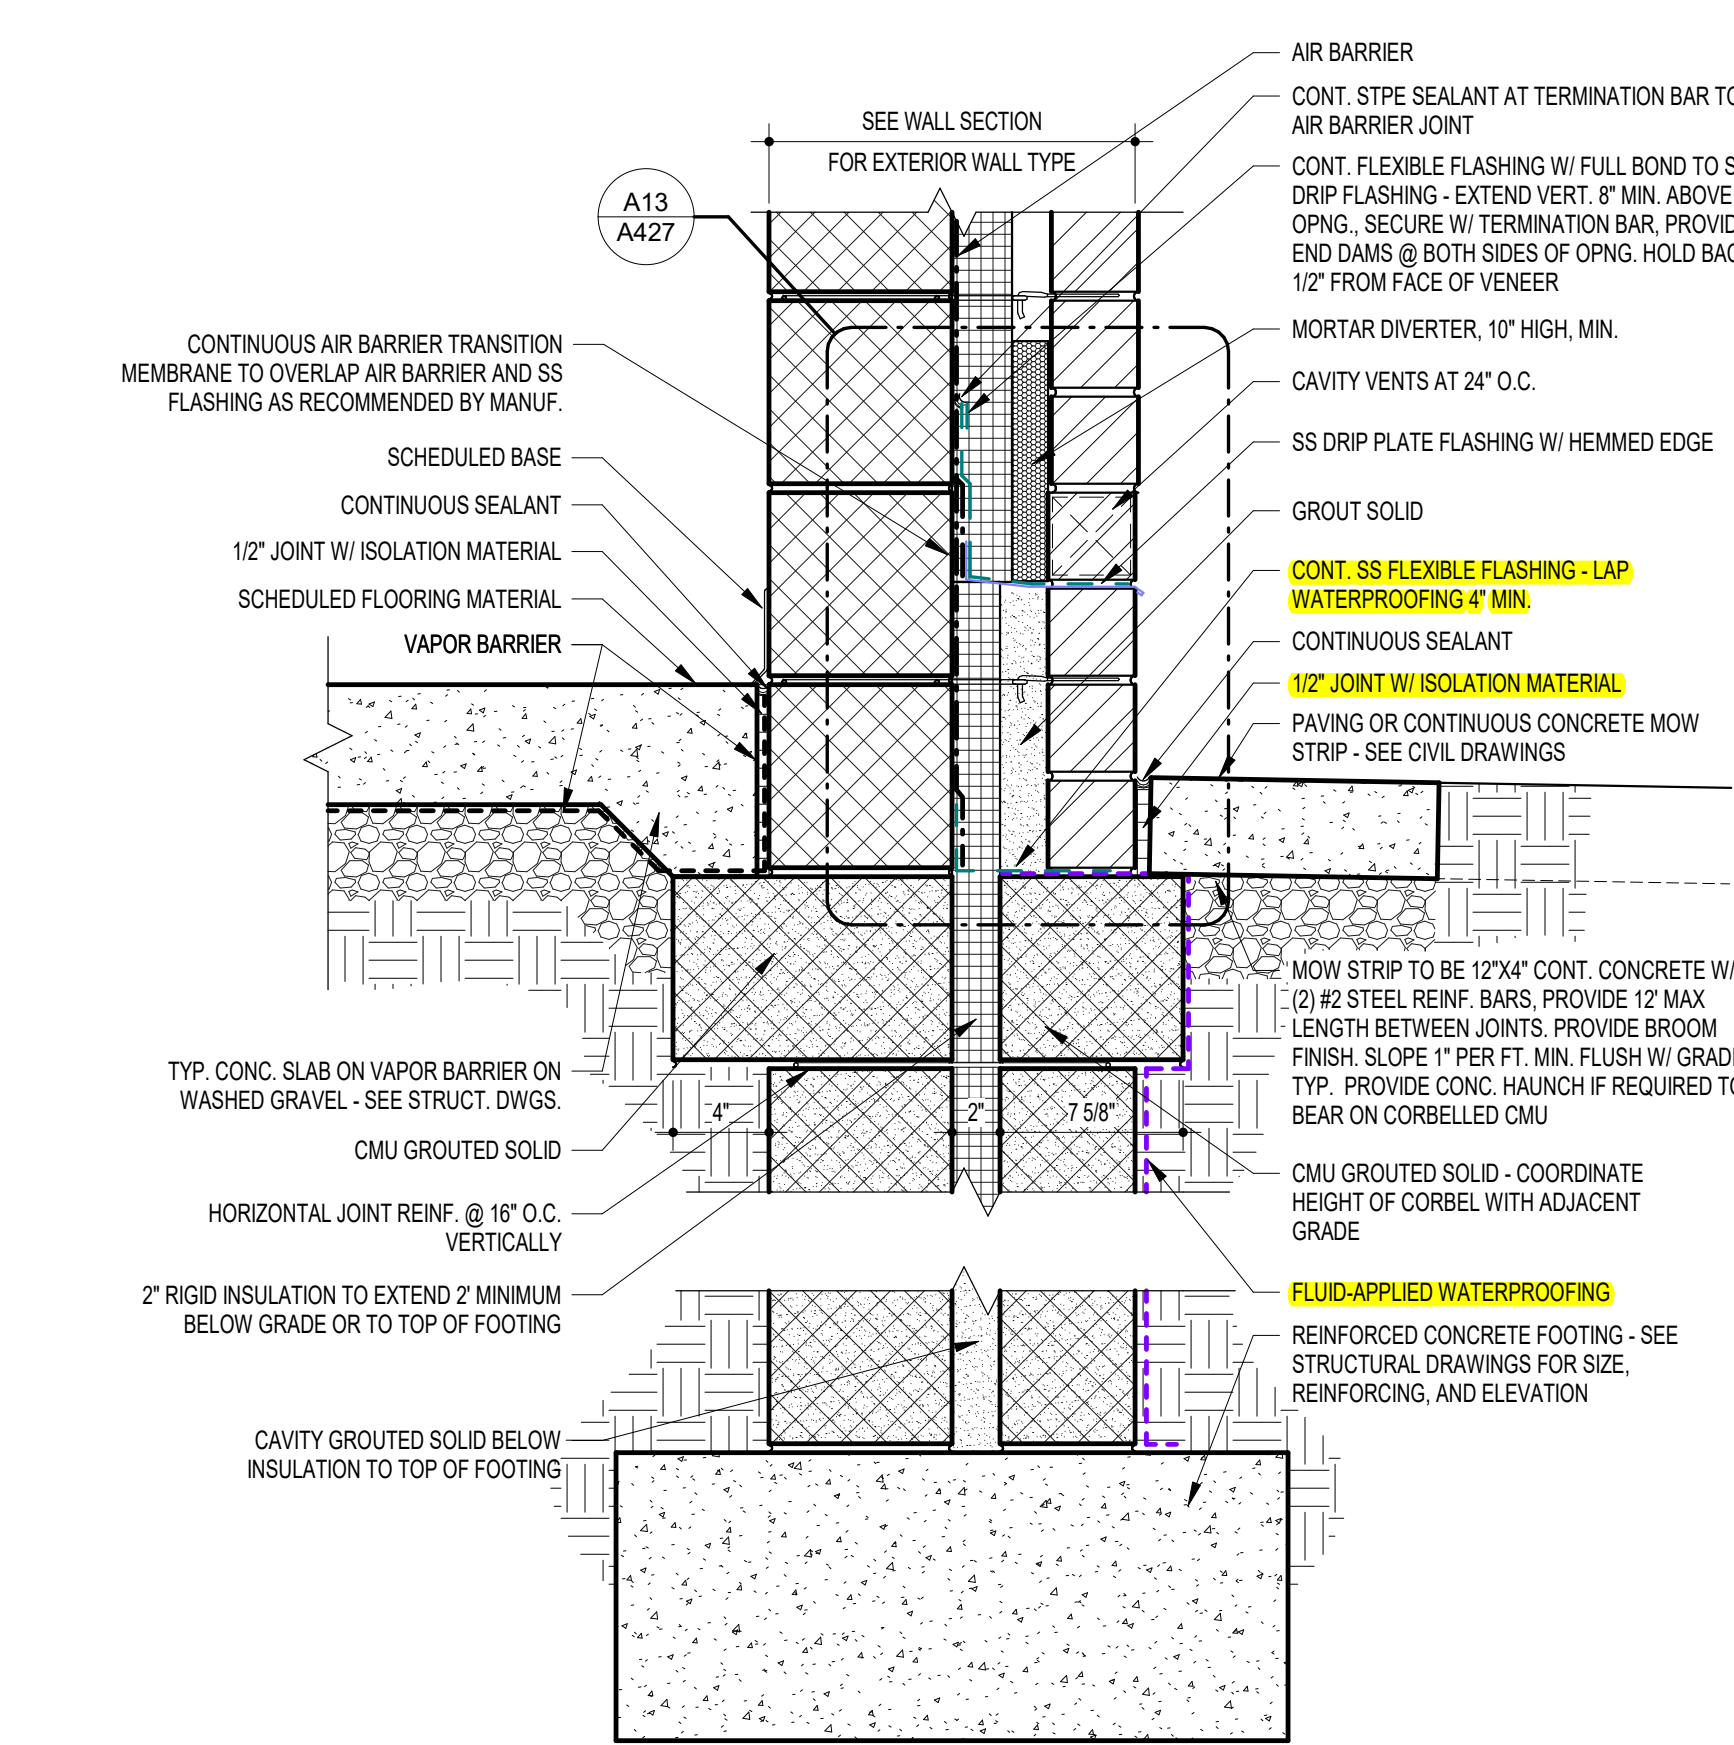 SEE WALL SECTION
FOR EXTERIOR WALL TYPE
A13
A427
CONTINUOUS AIR BARRIER TRANSITION
MEMBRANE TO OVERLAP AIR BARRIER AND SS
FLASHING AS RECOMMENDED BY MANUF.
SCHEDULED BASE
CONTINUOUS SEALANT
1/2" JOINT W/ ISOLATION MATERIAL
SCHEDULED FLOORING MATERIAL
VAPOR BARRIER
TYP. CONC. SLAB ON VAPOR BARRIER ON
WASHED GRAVEL - SEE STRUCT. DWGS.
CMU GROUTED SOLID
HORIZONTAL JOINT REINF. @ 16" O.C.
VERTICALLY
2" RIGID INSULATION TO EXTEND 2' MINIMUM
BELOW GRADE OR TO TOP OF FOOTING
CAVITY GROUTED SOLID BELOW
INSULATION TO TOP OF FOOTING
4"
2"
7 5/8"
AIR BARRIER
CONT. STPE SEALANT AT TERMINATION BAR TO
AIR BARRIER JOINT
CONT. FLEXIBLE FLASHING W/ FULL BOND TO S
DRIP FLASHING - EXTEND VERT. 8" MIN. ABOVE
OPNG., SECURE W/ TERMINATION BAR, PROVID
END DAMS @ BOTH SIDES OF OPNG. HOLD BAC
1/2" FROM FACE OF VENEER
MORTAR DIVERTER, 10" HIGH, MIN.
CAVITY VENTS AT 24" O.C.
SS DRIP PLATE FLASHING W/ HEMMED EDGE
GROUT SOLID
CONT. SS FLEXIBLE FLASHING - LAP
WATERPROOFING 4" MIN.
CONTINUOUS SEALANT
1/2" JOINT W/ ISOLATION MATERIAL
PAVING OR CONTINUOUS CONCRETE MOW
STRIP - SEE CIVIL DRAWINGS
MOW STRIP TO BE 12"X4" CONT. CONCRETE W/
(2) #2 STEEL REINF. BARS, PROVIDE 12' MAX
LENGTH BETWEEN JOINTS. PROVIDE BROOM
FINISH. SLOPE 1" PER FT. MIN. FLUSH W/ GRAD
TYP. PROVIDE CONC. HAUNCH IF REQUIRED TO
BEAR ON CORBELLED CMU
CMU GROUTED SOLID - COORDINATE
HEIGHT OF CORBEL WITH ADJACENT
GRADE
FLUID-APPLIED WATERPROOFING
REINFORCED CONCRETE FOOTING - SEE
STRUCTURAL DRAWINGS FOR SIZE,
REINFORCING, AND ELEVATION